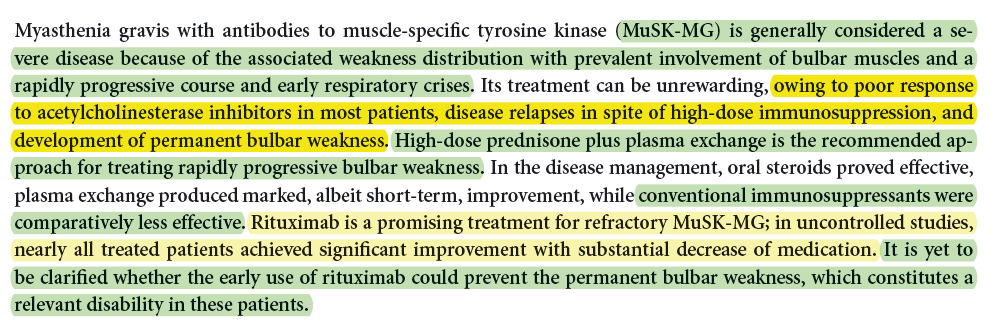 Myasthenia gravis with antibodies to muscle-specific tyrosine kinase (MuSK-MG) is generally considered a se-
vere disease because of the associated weakness distribution with prevalent involvement of bulbar muscles and a
rapidly progressive course and early respiratory crises. Its treatment can be unrewarding, owing to poor response
to acetylcholinesterase inhibitors in most patients, disease relapses in spite of high-dose immunosuppression, and
development of permanent bulbar weakness. High-dose prednisone plus plasma exchange is the recommended ap-
proach for treating rapidly progressive bulbar weakness. In the disease management, oral steroids proved effective,
plasma exchange produced marked, albeit short-term, improvement, while conventional immunosuppressants were
comparatively less effective. Rituximab is a promising treatment for refractory MuSK-MG; in uncontrolled studies,
nearly all treated patients achieved significant improvement with substantial decrease of medication. It is yet to
be clarified whether the early use of rituximab could prevent the permanent bulbar weakness, which constitutes a
relevant disability in these patients.